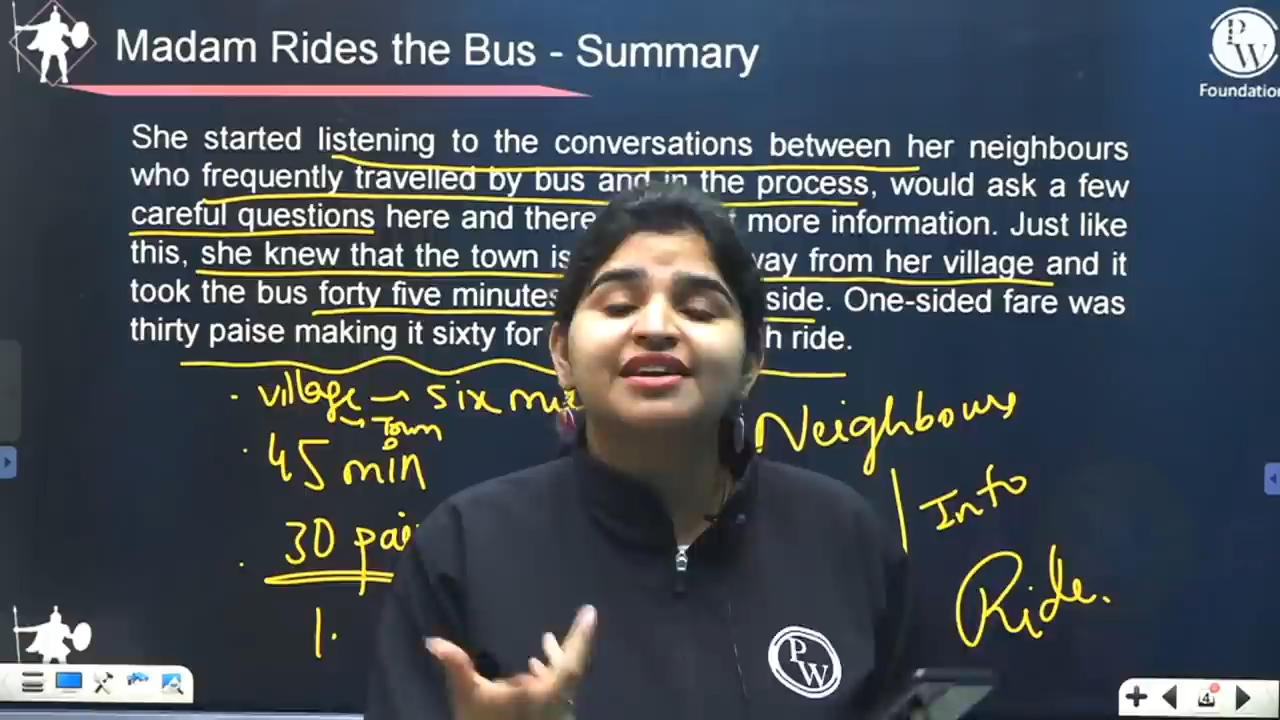 Madam Rides the Bus - Summary
PW
Foundation
She started listening to the conversations between her neighbours
who frequently travelled by bus and in the process, would ask a few
careful questions here and there more information. Just like
this, she knew that the town is from her village and it
took the bus forty five minutes side. One-sided fare was
thirty paise making it sixty for ride.
village → six
→ Town
45 min
30
1.
Neighbours
Info
Ride.
PW
4